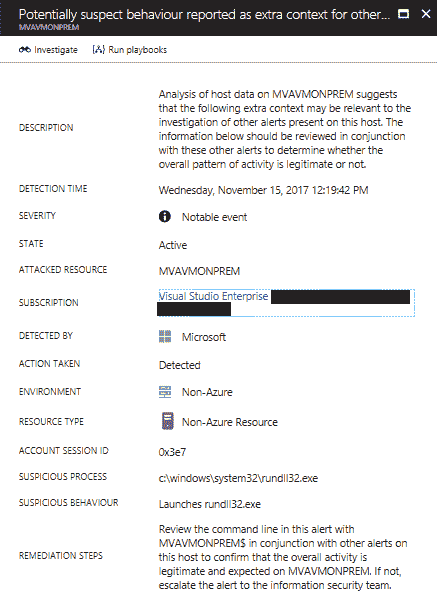 Potentially suspect behaviour reported as extra context for other...
MVAVMONPREM
Investigate Run playbooks
DESCRIPTION
Analysis of host data on MVAVMONPREM suggests
that the following extra context may be relevant to the
investigation of other alerts present on this host. The
information below should be reviewed in conjunction
with these other alerts to determine whether the
overall pattern of activity is legitimate or not.
DETECTION TIME Wednesday, November 15, 2017 12:19:42 PM
SEVERITY Notable event
STATE Active
ATTACKED RESOURCE MVAVMONPREM
SUBSCRIPTION Visual Studio Enterprise
DETECTED BY Microsoft
ACTION TAKEN Detected
ENVIRONMENT Non-Azure
RESOURCE TYPE Non-Azure Resource
ACCOUNT SESSION ID 0x3e7
SUSPICIOUS PROCESS c:\windows\system32\rundll32.exe
SUSPICIOUS BEHAVIOUR Launches rundll32.exe
REMEDIATION STEPS
Review the command line in this alert with
MVAVMONPREM$ in conjunction with other alerts on
this host to confirm that the overall activity is
legitimate and expected on MVAVMONPREM. If not,
escalate the alert to the information security team.